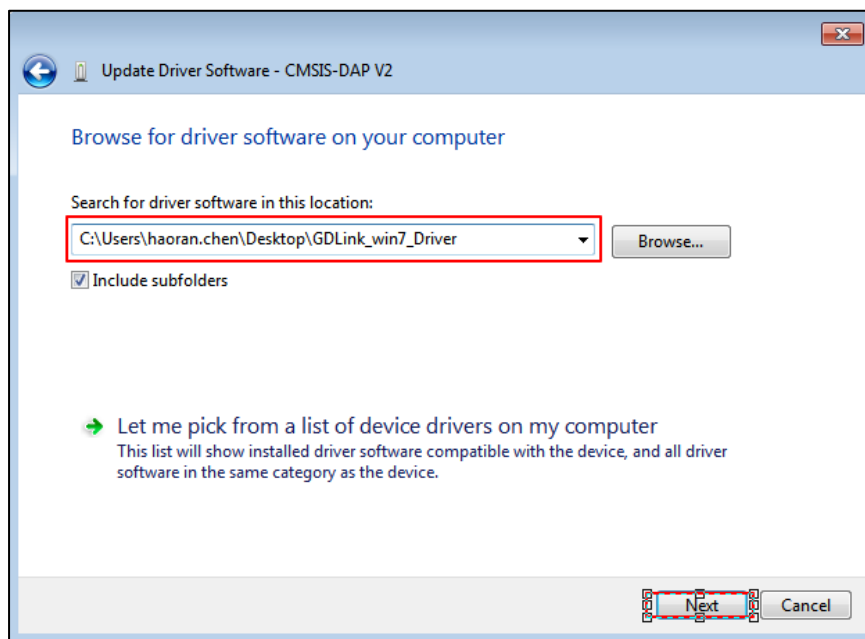 Update Driver Software - CMSIS-DAP V2
Browse for driver software on your computer
Search for driver software in this location:
C:\Users\haoran.chen\Desktop\GDLink_win7_Driver
Browse...
Include subfolders
Let me pick from a list of device drivers on my computer
This list will show installed driver software compatible with the device, and all driver
software in the same category as the device.
Next
Cancel